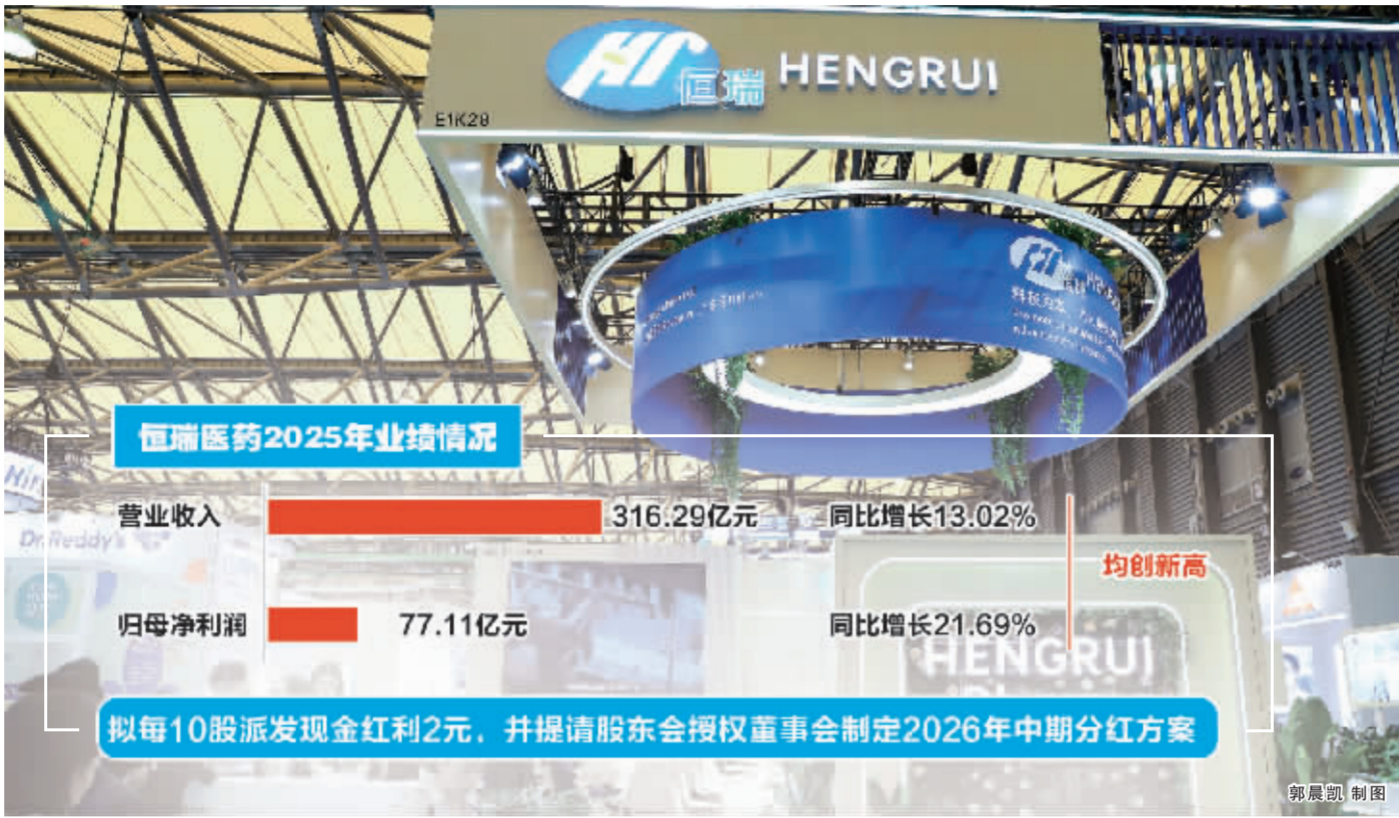 恒瑞 HENGRUI
E1K28
科技为本
恒瑞医药2025年业绩情况
营业收入 316.29亿元 同比增长13.02%
均创新高
归母净利润 77.11亿元 同比增长21.69%
Dr.Reddy's
HENGRUI
拟每10股派发现金红利2元，并提请股东会授权董事会制定2026年中期分红方案
郭晨凯 制图